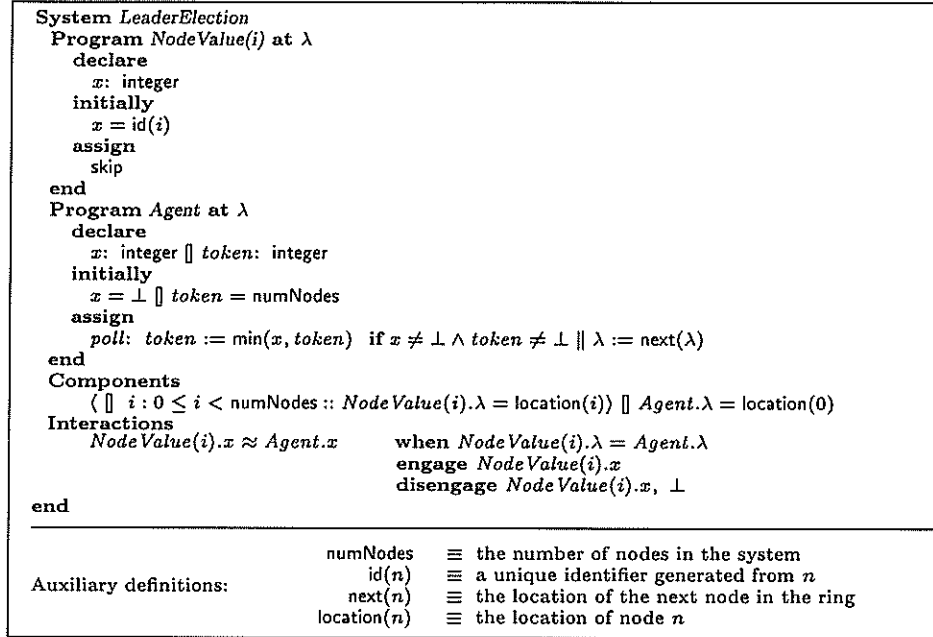 System LeaderElection
Program NodeValue(i) at λ
declare
x: integer
initially
x = id(i)
assign
skip
end
Program Agent at λ
declare
x: integer [] token: integer
initially
x = ⊥ [] token = numNodes
assign
poll: token := min(x, token) if x ≠ ⊥ ∧ token ≠ ⊥ ∥ λ := next(λ)
end
Components
⟨ [] i : 0 ≤ i < numNodes :: NodeValue(i).λ = location(i)⟩ [] Agent.λ = location(0)
Interactions
NodeValue(i).x ≈ Agent.x when NodeValue(i).λ = Agent.λ
engage NodeValue(i).x
disengage NodeValue(i).x, ⊥
end
Auxiliary definitions:
numNodes ≡ the number of nodes in the system
id(n) ≡ a unique identifier generated from n
next(n) ≡ the location of the next node in the ring
location(n) ≡ the location of node n